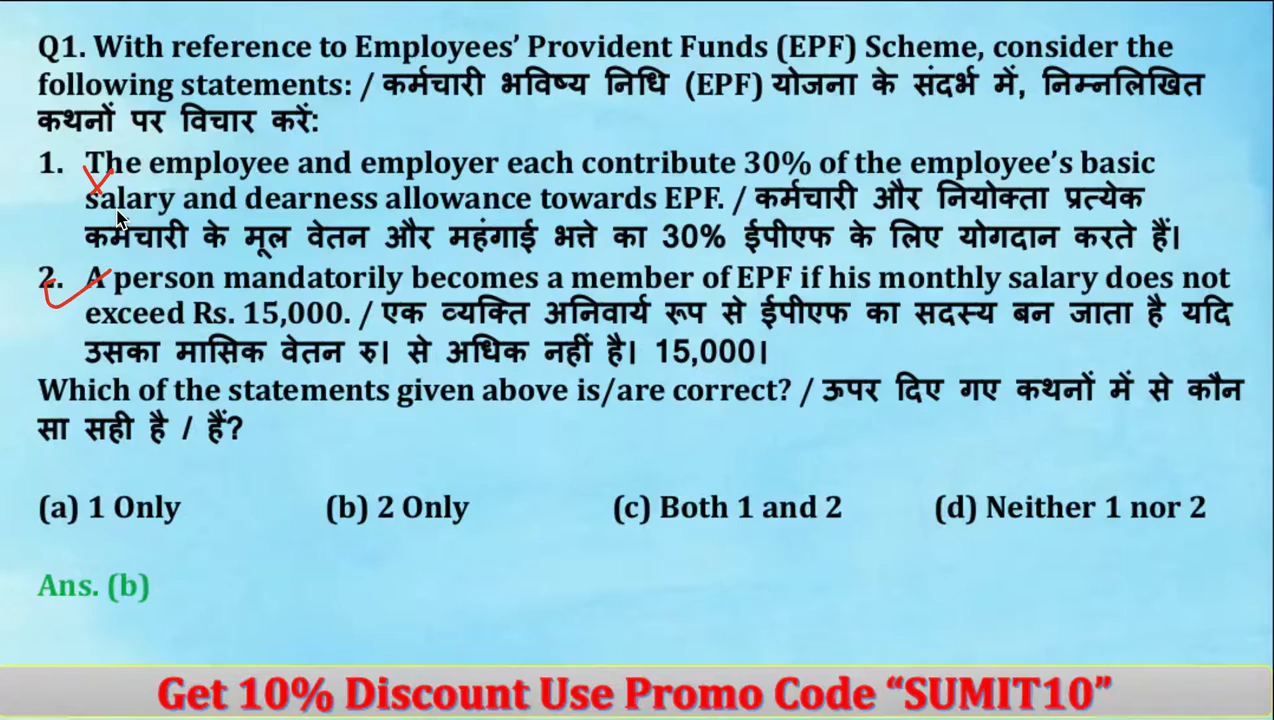 Q1. With reference to Employees’ Provident Funds (EPF) Scheme, consider the
following statements: / कर्मचारी भविष्य निधि (EPF) योजना के संदर्भ में, निम्नलिखित
कथनों पर विचार करें:
1. The employee and employer each contribute 30% of the employee’s basic
salary and dearness allowance towards EPF. / कर्मचारी और नियोक्ता प्रत्येक
कर्मचारी के मूल वेतन और महंगाई भत्ते का 30% ईपीएफ के लिए योगदान करते हैं।
2. A person mandatorily becomes a member of EPF if his monthly salary does not
exceed Rs. 15,000. / एक व्यक्ति अनिवार्य रूप से ईपीएफ का सदस्य बन जाता है यदि
उसका मासिक वेतन रु। से अधिक नहीं है। 15,000।
Which of the statements given above is/are correct? / ऊपर दिए गए कथनों में से कौन
सा सही है / हैं?
(a) 1 Only (b) 2 Only (c) Both 1 and 2 (d) Neither 1 nor 2
Ans. (b)
Get 10% Discount Use Promo Code “SUMIT10”